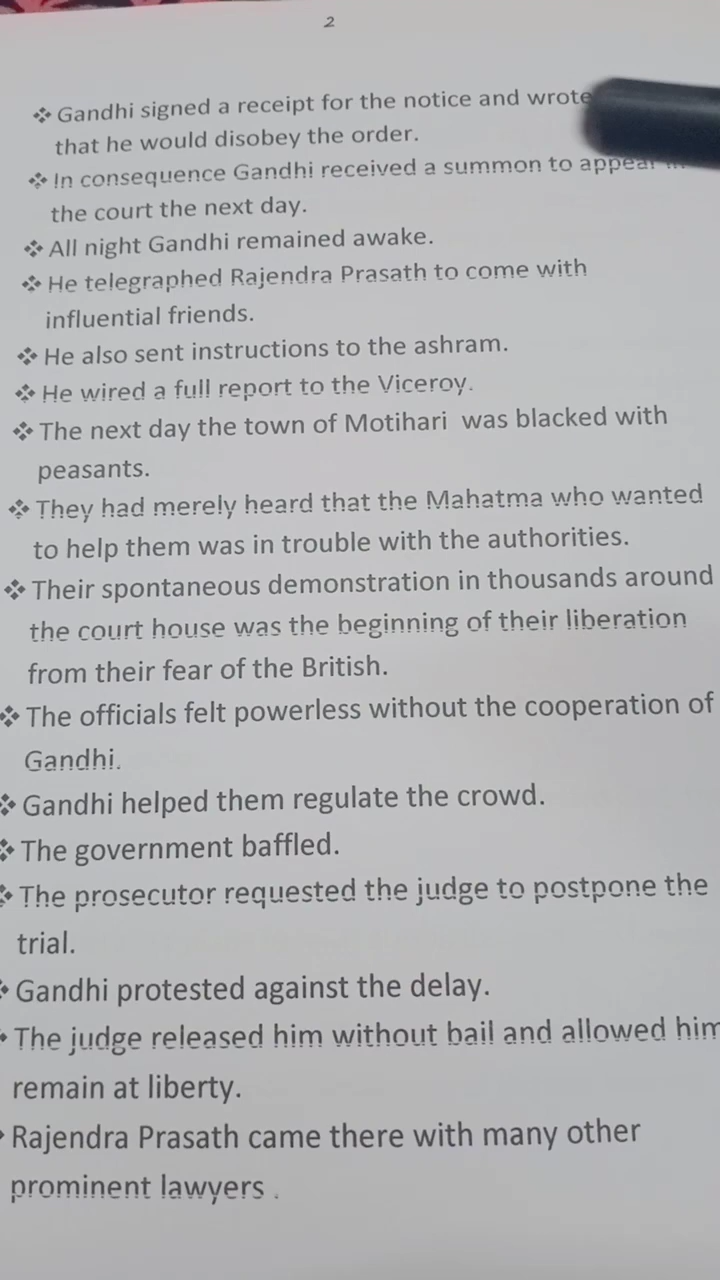 2
❖ Gandhi signed a receipt for the notice and wrote
that he would disobey the order.
❖ In consequence Gandhi received a summon to appear
the court the next day.
❖ All night Gandhi remained awake.
❖ He telegraphed Rajendra Prasath to come with
influential friends.
❖ He also sent instructions to the ashram.
❖ He wired a full report to the Viceroy.
❖ The next day the town of Motihari was blacked with
peasants.
❖ They had merely heard that the Mahatma who wanted
to help them was in trouble with the authorities.
❖ Their spontaneous demonstration in thousands around
the court house was the beginning of their liberation
from their fear of the British.
❖ The officials felt powerless without the cooperation of
Gandhi.
❖ Gandhi helped them regulate the crowd.
❖ The government baffled.
❖ The prosecutor requested the judge to postpone the
trial.
❖ Gandhi protested against the delay.
❖ The judge released him without bail and allowed him
remain at liberty.
❖ Rajendra Prasath came there with many other
prominent lawyers .